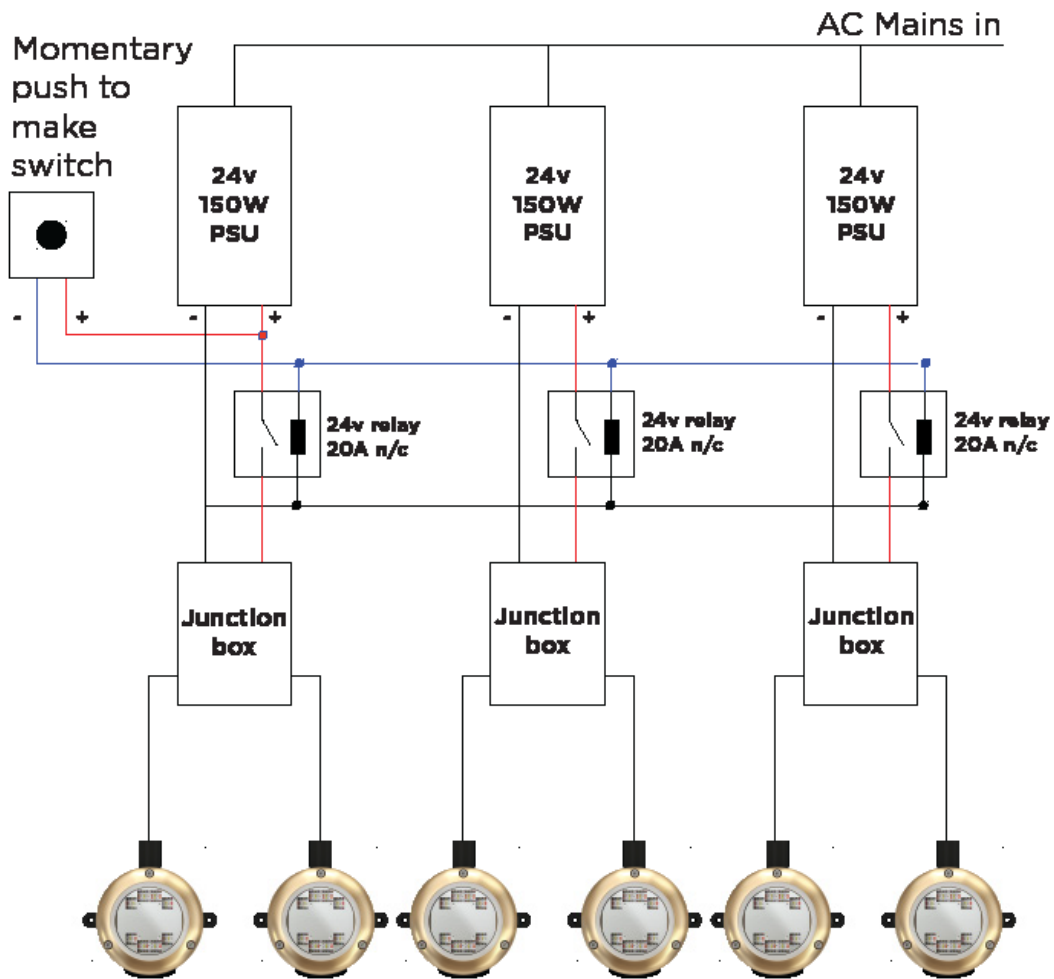 AC Mains in
Momentary
push to
make
switch
24v
150W
PSU
24v
150W
PSU
24v
150W
PSU
- +
- +
- +
- +
24v relay
20A n/c
24v relay
20A n/c
24v relay
20A n/c
Junction
box
Junction
box
Junction
box